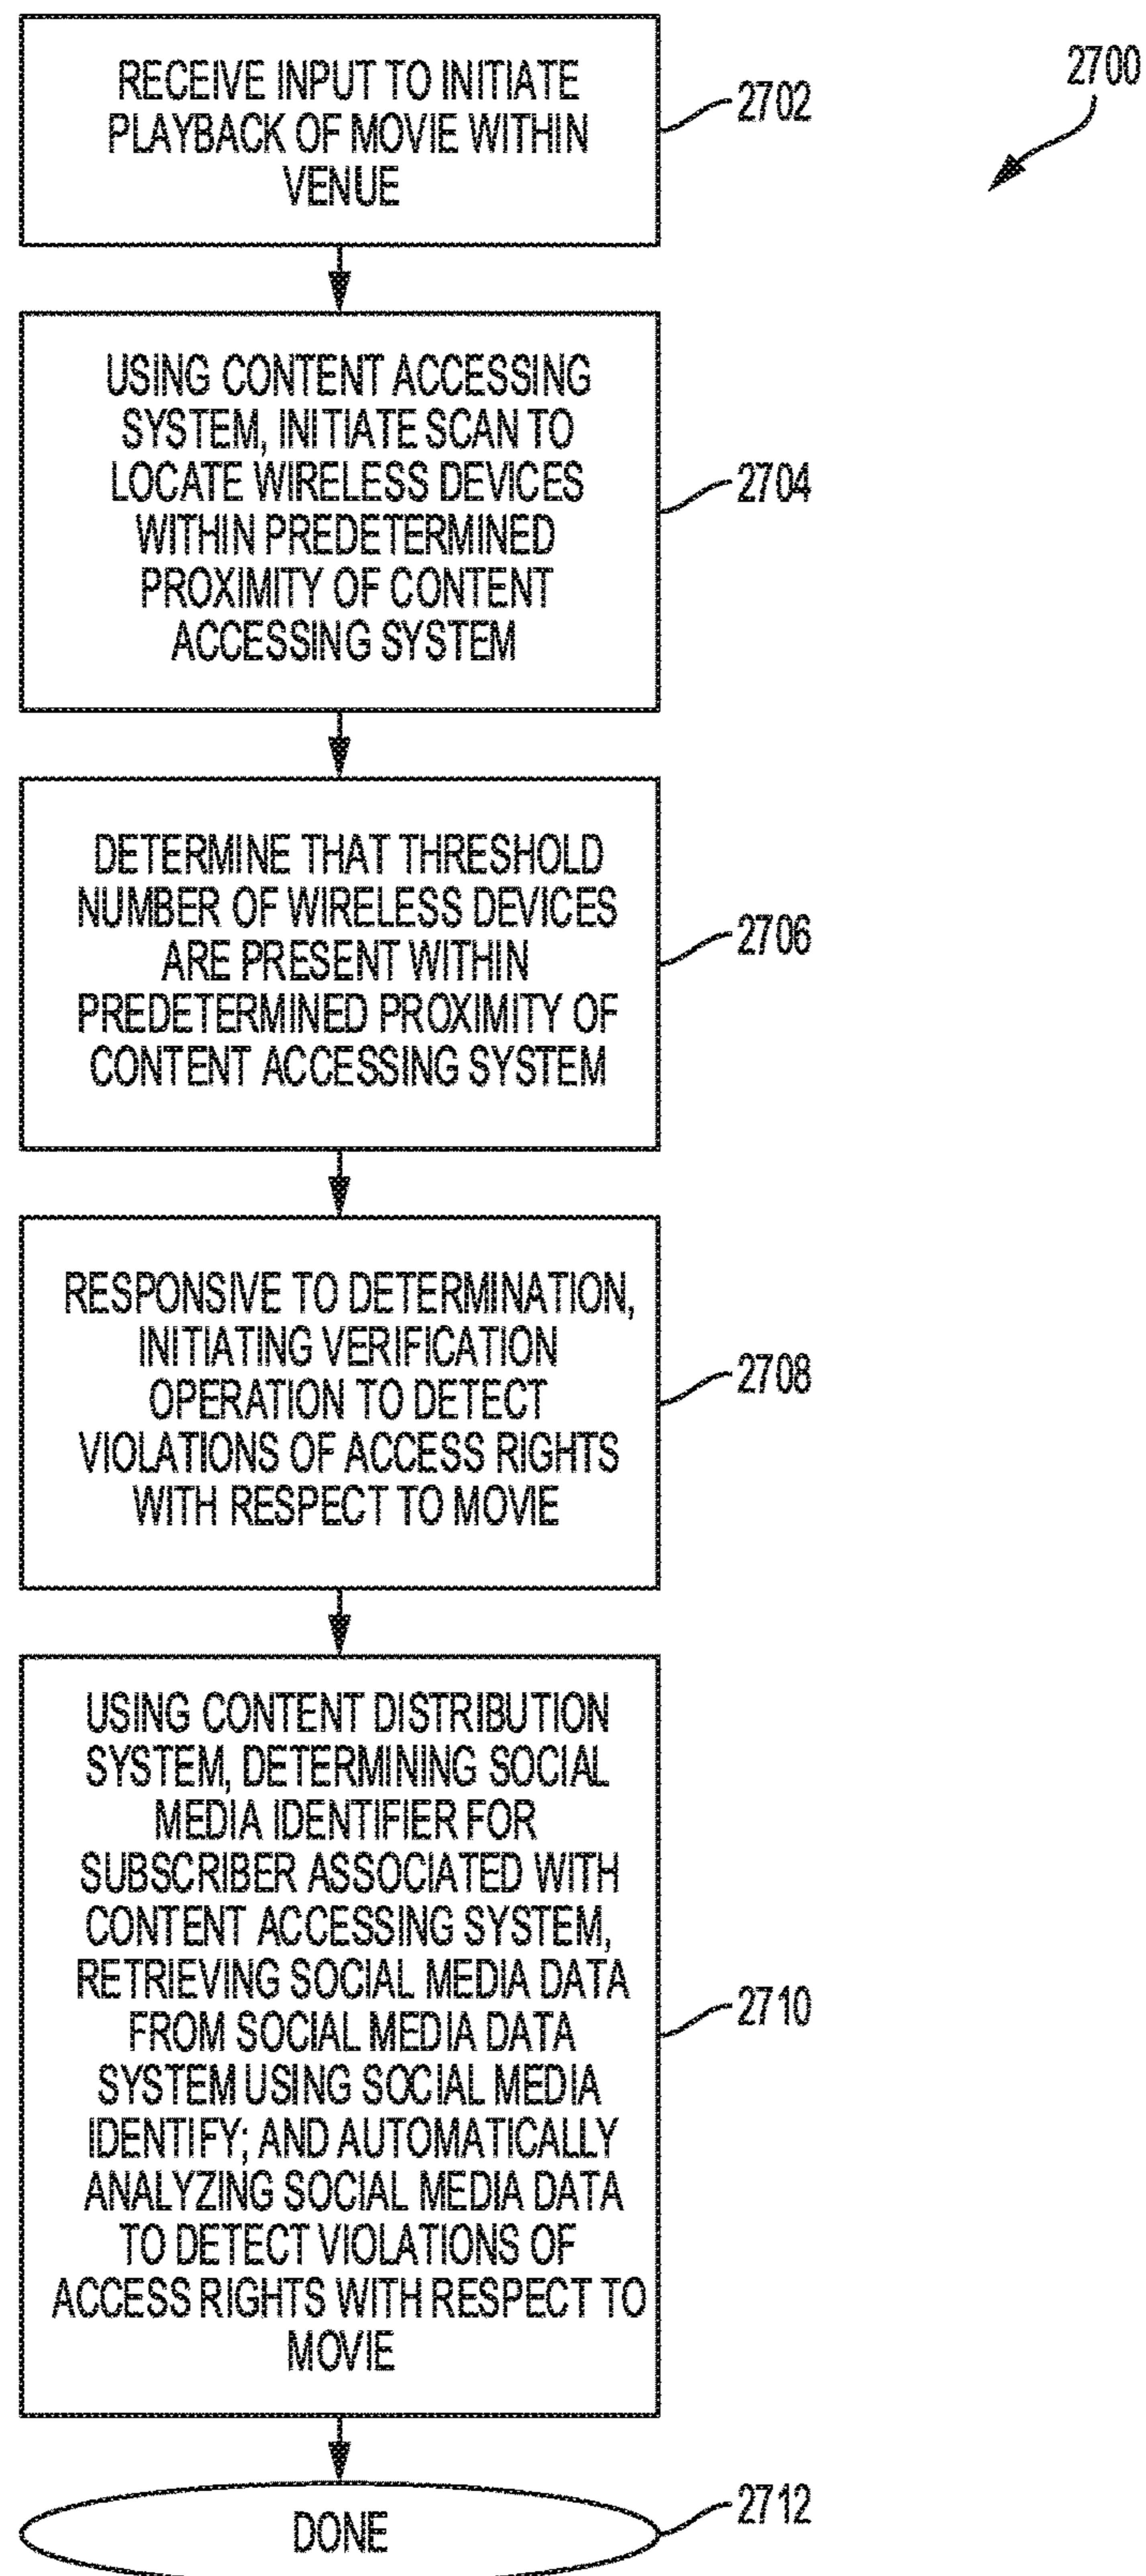 RECEIVE INPUT TO INITIATE
PLAYBACK OF MOVIE WITHIN
VENUE
2702
2700
USING CONTENT ACCESSING
SYSTEM, INITIATE SCAN TO
LOCATE WIRELESS DEVICES
WITHIN PREDETERMINED
PROXIMITY OF CONTENT
ACCESSING SYSTEM
2704
DETERMINE THAT THRESHOLD
NUMBER OF WIRELESS DEVICES
ARE PRESENT WITHIN
PREDETERMINED PROXIMITY OF
CONTENT ACCESSING SYSTEM
2706
RESPONSIVE TO DETERMINATION,
INITIATING VERIFICATION
OPERATION TO DETECT
VIOLATIONS OF ACCESS RIGHTS
WITH RESPECT TO MOVIE
2708
USING CONTENT DISTRIBUTION
SYSTEM, DETERMINING SOCIAL
MEDIA IDENTIFIER FOR
SUBSCRIBER ASSOCIATED WITH
CONTENT ACCESSING SYSTEM,
RETRIEVING SOCIAL MEDIA DATA
FROM SOCIAL MEDIA DATA
SYSTEM USING SOCIAL MEDIA
IDENTIFY; AND AUTOMATICALLY
ANALYZING SOCIAL MEDIA DATA
TO DETECT VIOLATIONS OF
ACCESS RIGHTS WITH RESPECT TO
MOVIE
2710
DONE
2712